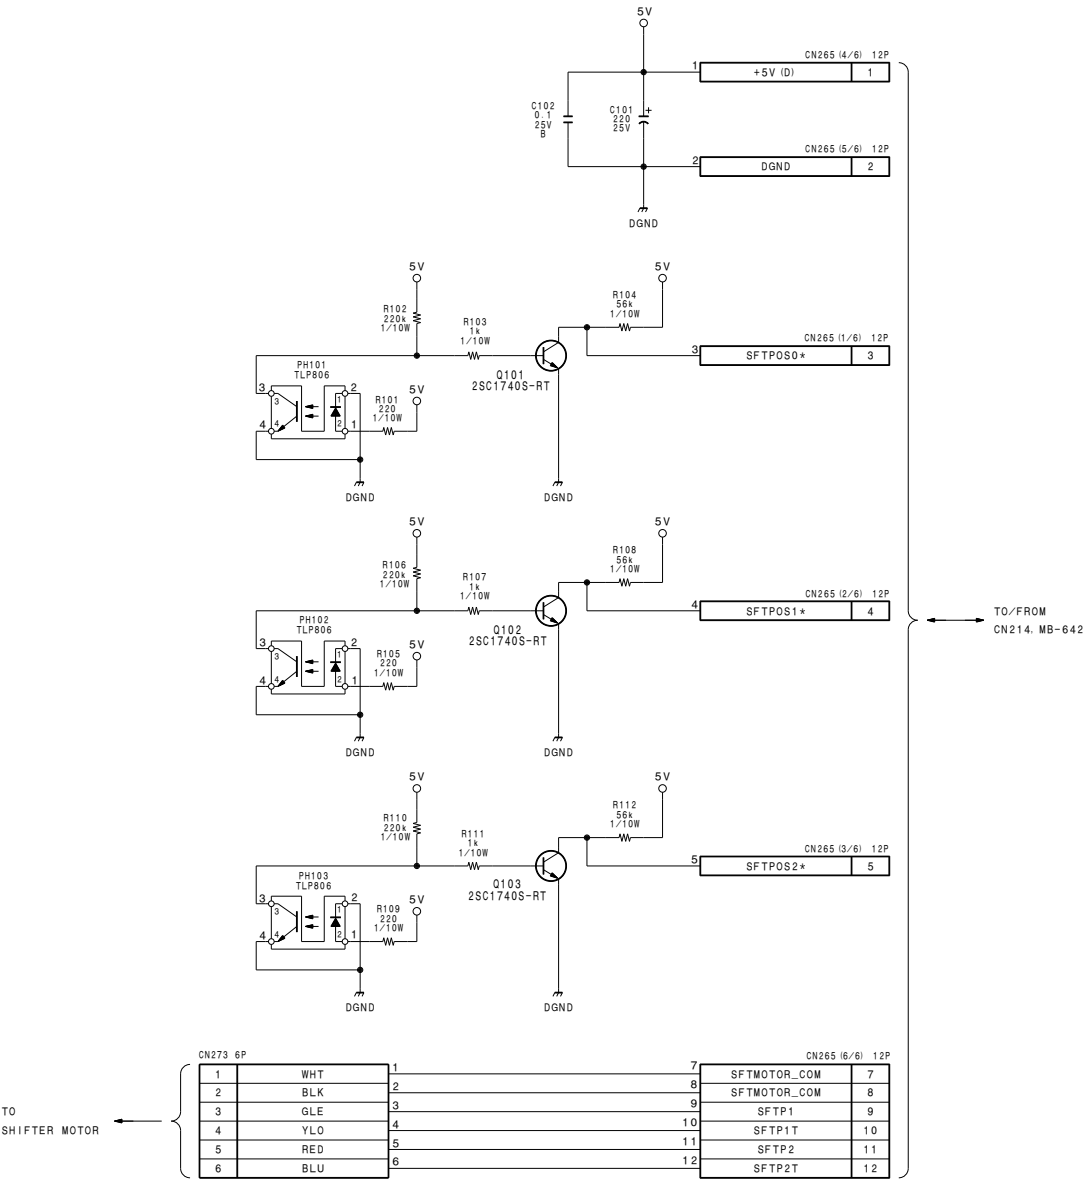 5V
CN265 (4/6) 12P
1 +5V (D) 1
C102
0.1
25V
B
C101
220
25V
+
CN265 (5/6) 12P
2 DGND 2
DGND
5V
5V
R102
220k
1/10W
R103
1k
1/10W
R104
56k
1/10W
CN265 (1/6) 12P
3 SFTPOS0* 3
Q101
2SC1740S-RT
PH101
TLP806
3 3 1 2
4 4 2 1
R101
220
1/10W
5V
DGND
DGND
5V
5V
R106
220k
1/10W
R107
1k
1/10W
R108
56k
1/10W
CN265 (2/6) 12P
4 SFTPOS1* 4
Q102
2SC1740S-RT
PH102
TLP806
3 3 1 2
4 4 2 1
R105
220
1/10W
5V
DGND
DGND
TO/FROM
CN214, MB-642
5V
5V
R110
220k
1/10W
R111
1k
1/10W
R112
56k
1/10W
CN265 (3/6) 12P
5 SFTPOS2* 5
Q103
2SC1740S-RT
PH103
TLP806
3 3 1 2
4 4 2 1
R109
220
1/10W
5V
DGND
DGND
CN273 6P
CN265 (6/6) 12P
1 WHT 1 7 SFTMOTOR_COM 7
2 BLK 2 8 SFTMOTOR_COM 8
3 GLE 3 9 SFTP1 9
4 YLO 4 10 SFTP1T 10
5 RED 5 11 SFTP2 11
6 BLU 6 12 SFTP2T 12
TO
SHIFTER MOTOR